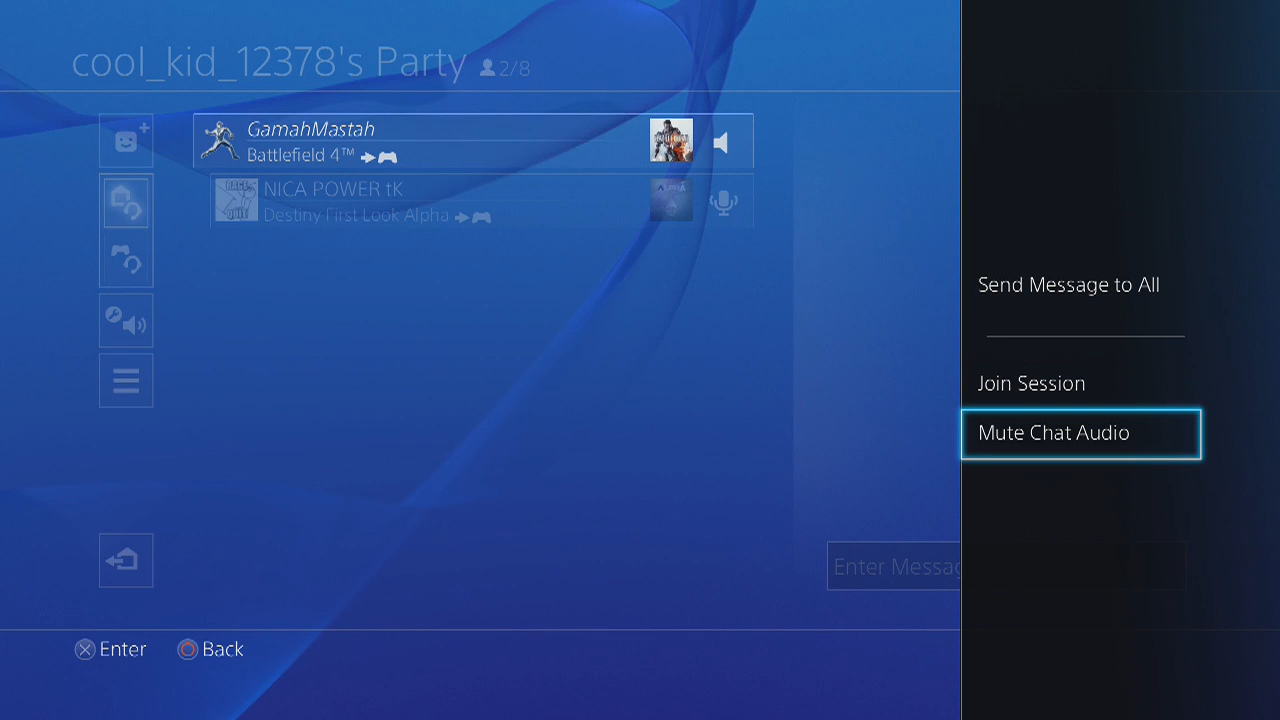 cool_kid_12378's Party 2/8
GamahMastah
Battlefield 4™
NICA POWER tK
Destiny First Look Alpha
ALPHA
Send Message to All
Join Session
Mute Chat Audio
Enter Messag
Enter Back